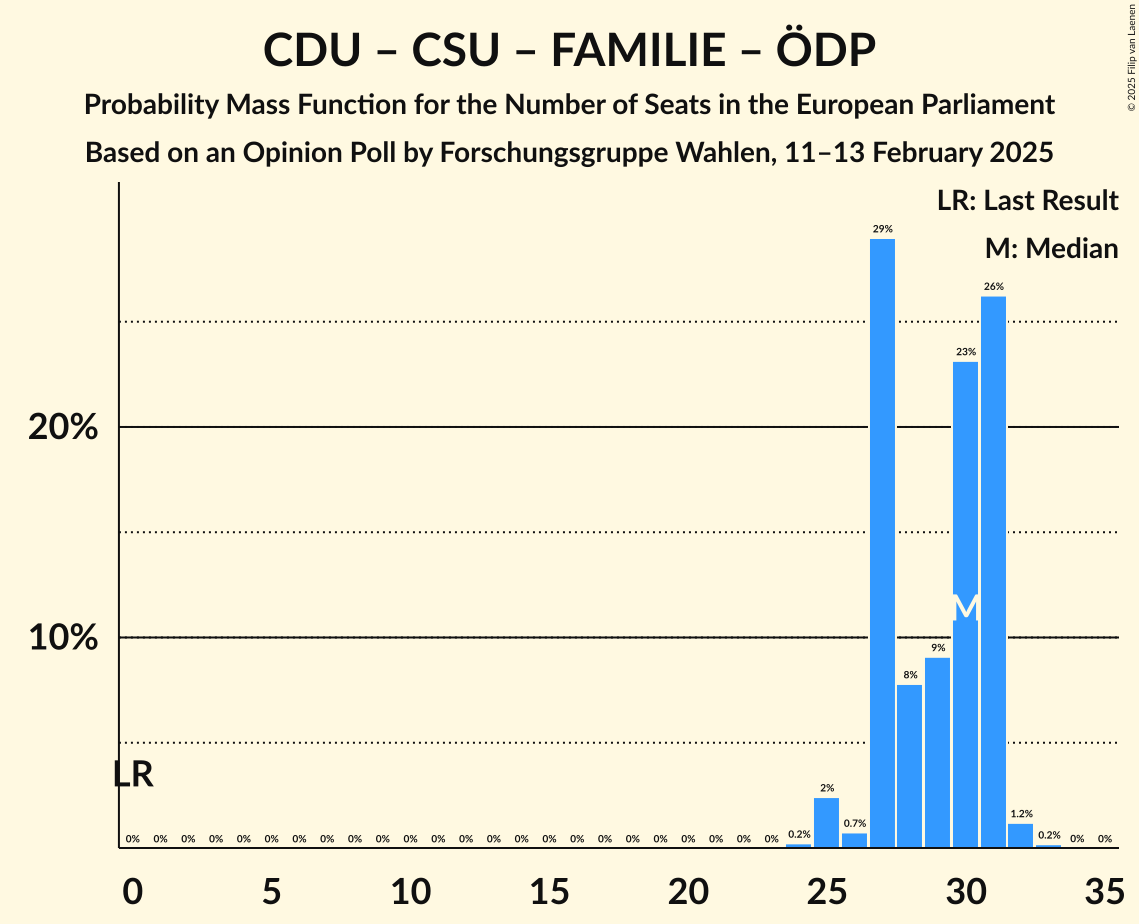 CDU – CSU – FAMILIE – ÖDP
Probability Mass Function for the Number of Seats in the European Parliament
Based on an Opinion Poll by Forschungsgruppe Wahlen, 11–13 February 2025
© 2025 Filip van Laenen
LR: Last Result
M: Median
20%
10%
LR
M
0% 0% 0% 0% 0% 0% 0% 0% 0% 0% 0% 0% 0% 0% 0% 0% 0% 0% 0% 0% 0% 0% 0% 0% 0.2% 2% 0.7% 29% 8% 9% 23% 26% 1.2% 0.2% 0% 0%
0 5 10 15 20 25 30 35